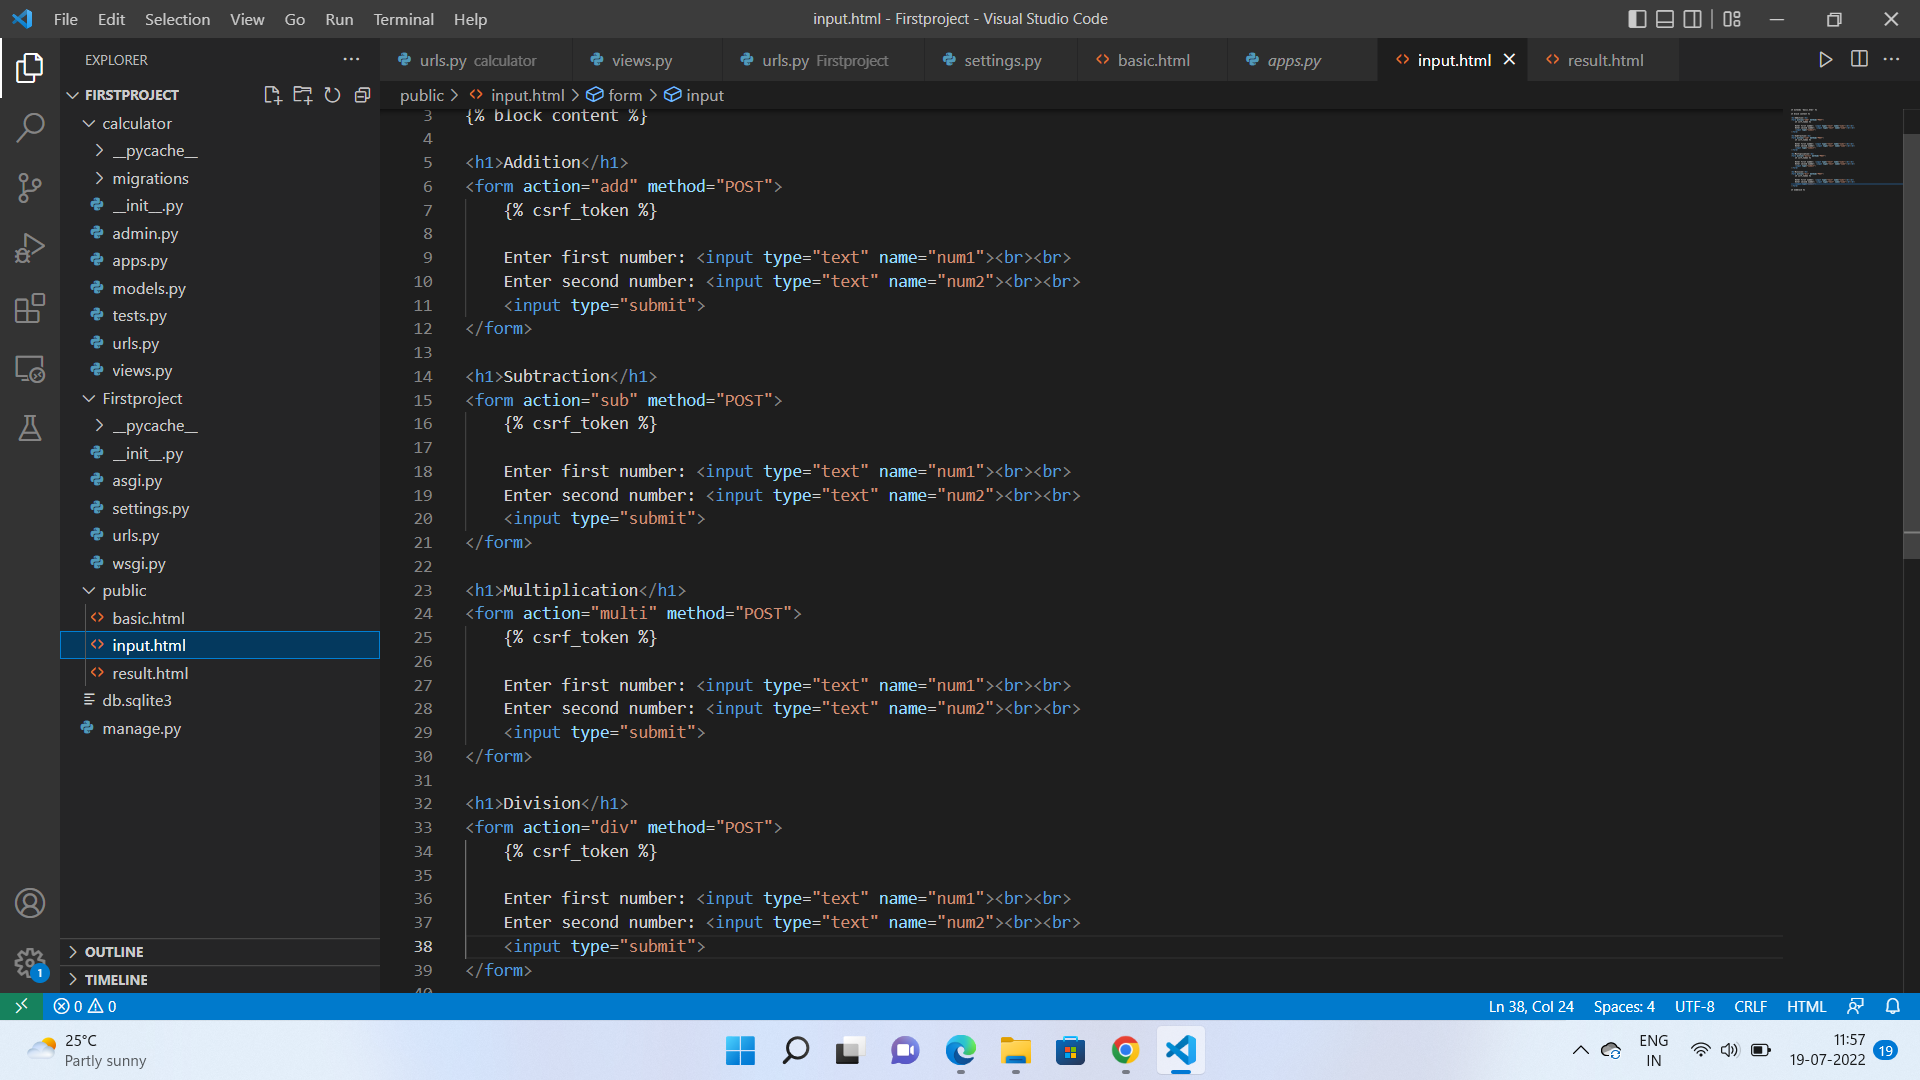 File Edit Selection View Go Run Terminal Help
input.html - Firstproject - Visual Studio Code
EXPLORER
FIRSTPROJECT
calculator
__pycache__
migrations
__init__.py
admin.py
apps.py
models.py
tests.py
urls.py
views.py
Firstproject
__pycache__
__init__.py
asgi.py
settings.py
urls.py
wsgi.py
public
basic.html
input.html
result.html
db.sqlite3
manage.py
OUTLINE
TIMELINE
1
urls.py calculator views.py urls.py Firstproject settings.py basic.html apps.py input.html result.html
public > input.html > form > input
3 {% block content %}
4
5 <h1>Addition</h1>
6 <form action="add" method="POST">
7 {% csrf_token %}
8
9 Enter first number: <input type="text" name="num1"><br><br>
10 Enter second number: <input type="text" name="num2"><br><br>
11 <input type="submit">
12 </form>
13
14 <h1>Subtraction</h1>
15 <form action="sub" method="POST">
16 {% csrf_token %}
17
18 Enter first number: <input type="text" name="num1"><br><br>
19 Enter second number: <input type="text" name="num2"><br><br>
20 <input type="submit">
21 </form>
22
23 <h1>Multiplication</h1>
24 <form action="multi" method="POST">
25 {% csrf_token %}
26
27 Enter first number: <input type="text" name="num1"><br><br>
28 Enter second number: <input type="text" name="num2"><br><br>
29 <input type="submit">
30 </form>
31
32 <h1>Division</h1>
33 <form action="div" method="POST">
34 {% csrf_token %}
35
36 Enter first number: <input type="text" name="num1"><br><br>
37 Enter second number: <input type="text" name="num2"><br><br>
38 <input type="submit">
39 </form>
40
0 0 Ln 38, Col 24 Spaces: 4 UTF-8 CRLF HTML
25°C
Partly sunny
ENG
IN
11:57
19-07-2022
19